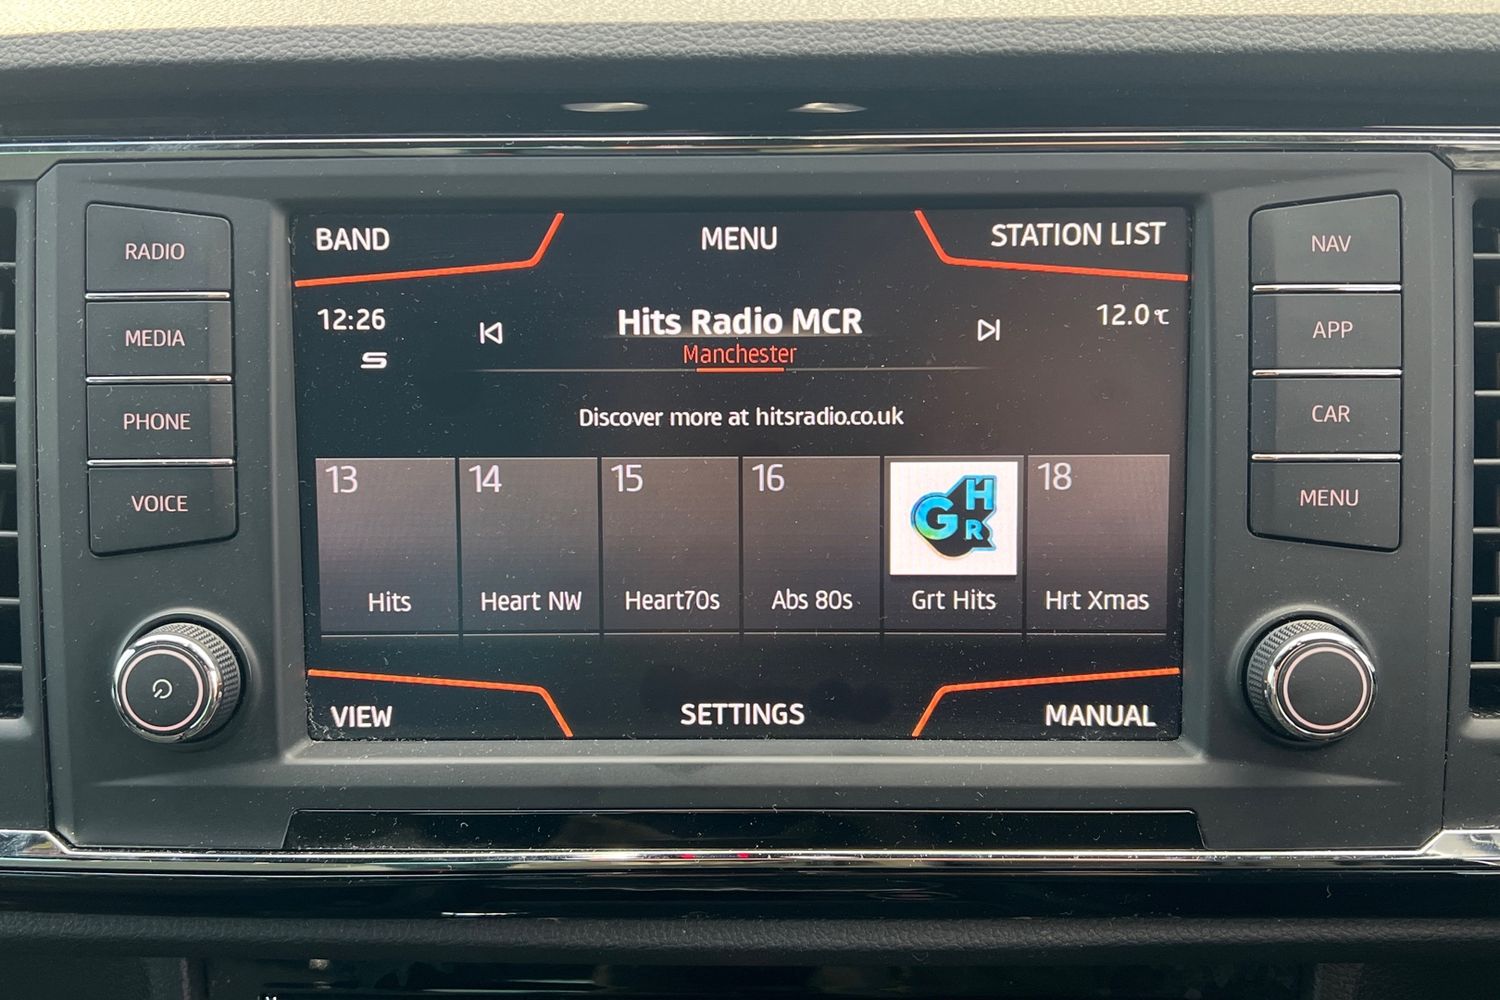 RADIO
MEDIA
PHONE
VOICE
BAND
MENU
STATION LIST
12:26
Hits Radio MCR
12.0 °C
Manchester
Discover more at hitsradio.co.uk
13
14
15
16
18
GHR
Hits
Heart NW
Heart70s
Abs 80s
Grt Hits
Hrt Xmas
VIEW
SETTINGS
MANUAL
NAV
APP
CAR
MENU